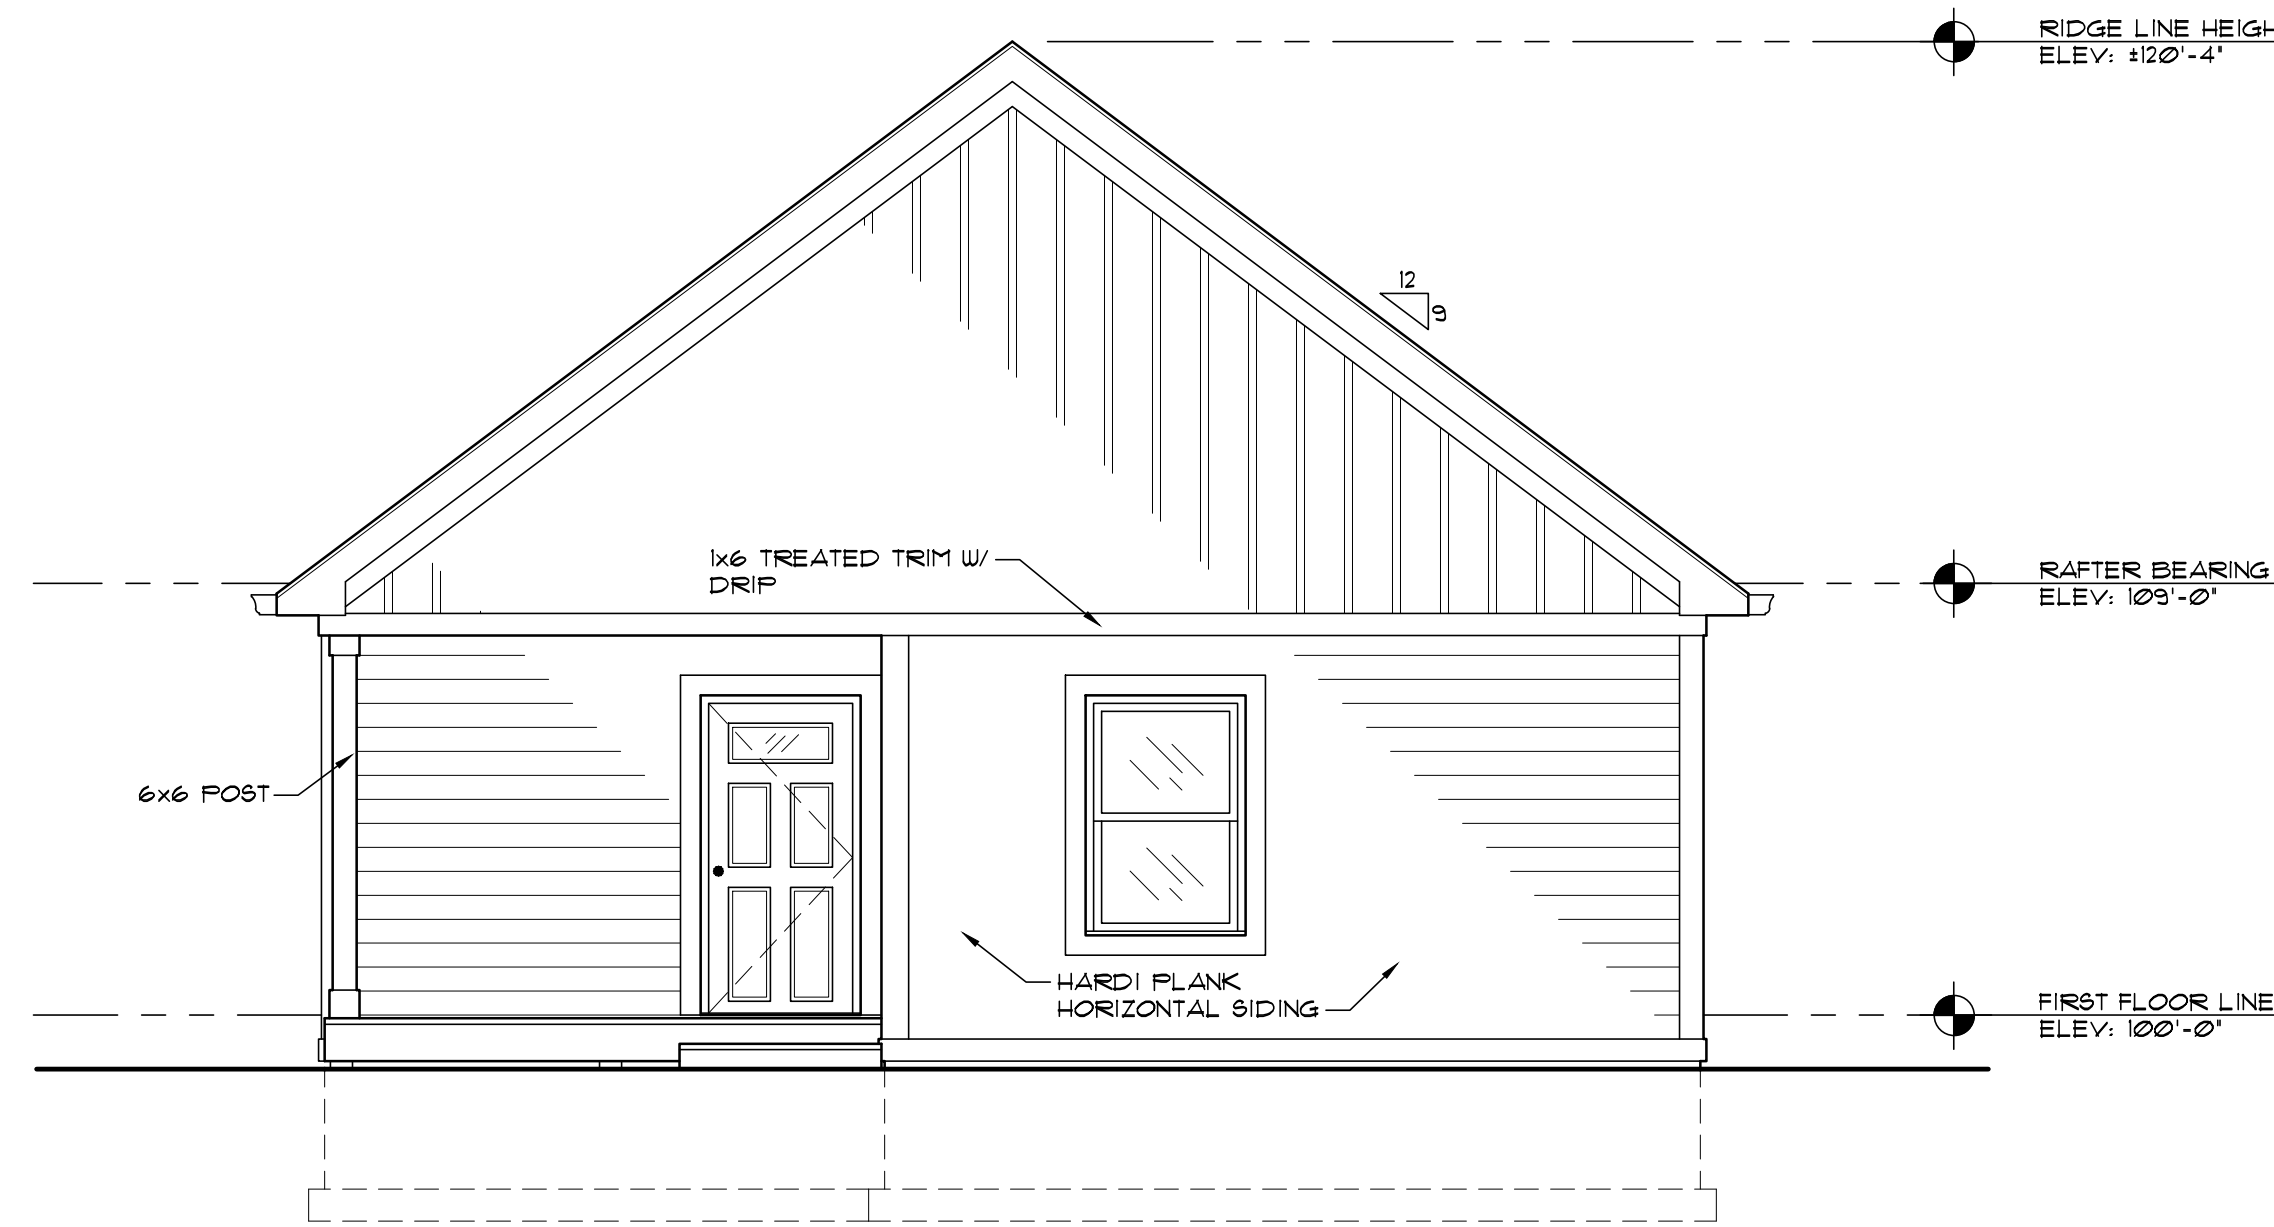 RIDGE LINE HEIGH
ELEV: ±120'-4"
12
9
1x6 TREATED TRIM W/
DRIP
RAFTER BEARING
ELEV: 109'-0"
6x6 POST
HARDI PLANK
HORIZONTAL SIDING
FIRST FLOOR LINE
ELEV: 100'-0"